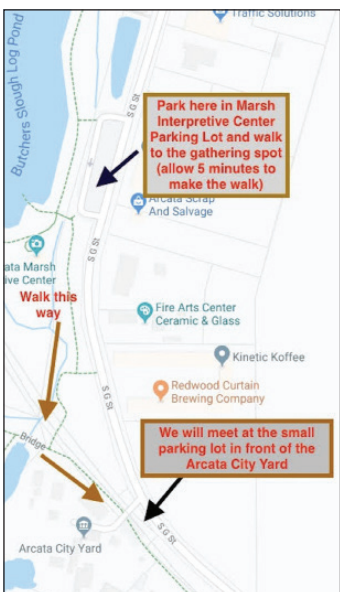 Traffic Solutions
Butchers Slough Log Pond
S G St
Park here in Marsh
Interpretive Center
Parking Lot and walk
to the gathering spot
(allow 5 minutes to
make the walk)
Arcata Scrap
And Salvage
S G St
ata Marsh
ive Center
Walk this
way
Fire Arts Center
Ceramic & Glass
Kinetic Koffee
Redwood Curtain
Brewing Company
S G St
Bridge
We will meet at the small
parking lot in front of the
Arcata City Yard
Arcata City Yard
S G St